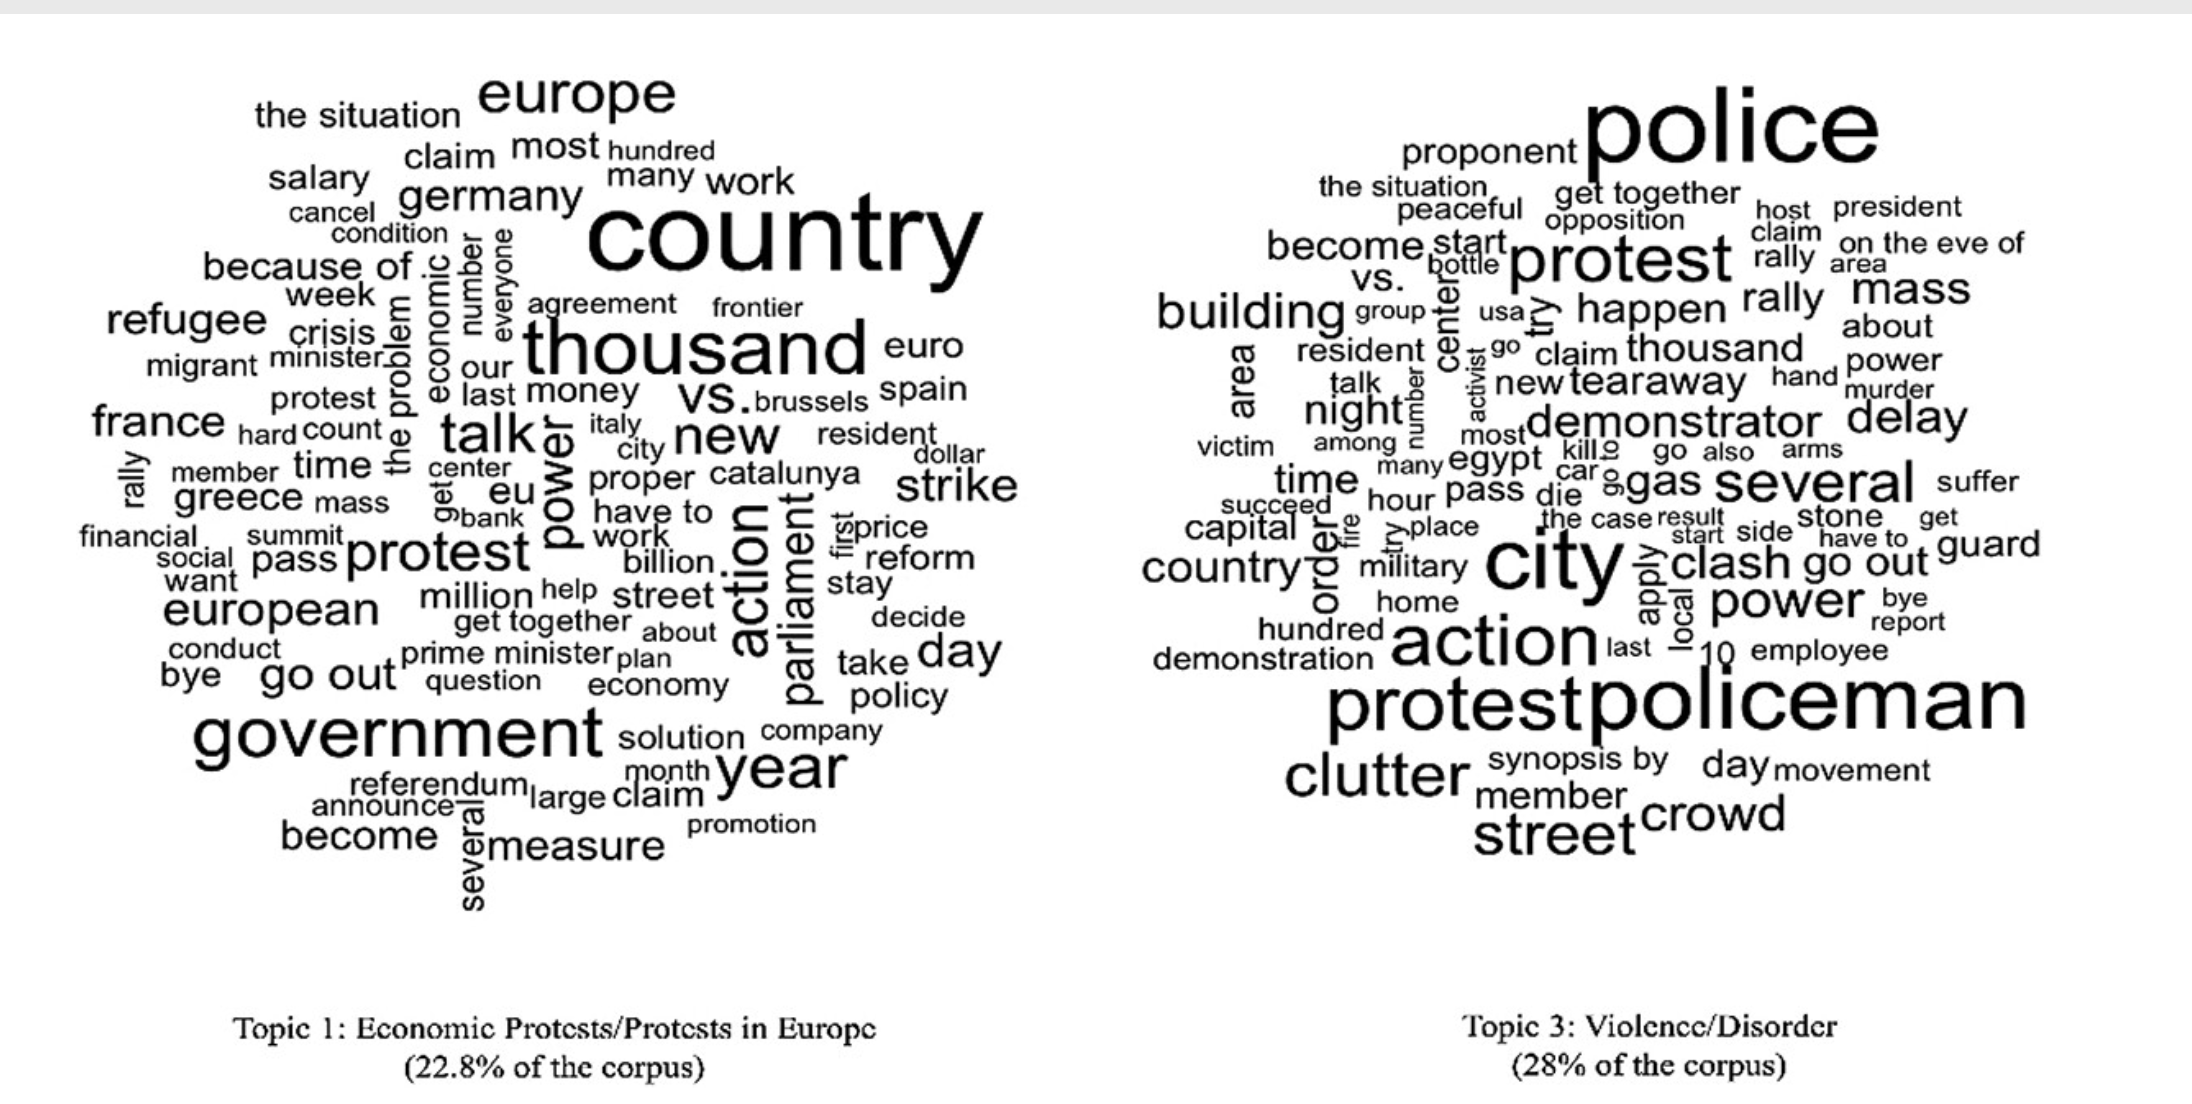 europe
the situation
claim most hundred
salary germany many work
cancel
condition
country
because of
number
everyone
economic
week
refugee crisis
the problem
agreement frontier
migrant minister
our thousand euro
protest last money vs. brussels spain
france hard count talk italy new resident
city
power
dollar
rally member time center proper catalunya
greece mass get eu strike
bank have to
financial summit work first price
social pass protest billion reform
want
action
parliament
stay
european million help street
get together about decide
conduct prime minister plan take day
bye go out question economy policy
government solution company
month year
referendum large claim
announce
become several measure promotion
Topic 1: Economic Protests/Protests in Europe
(22.8% of the corpus)
police
proponent
the situation get together
peaceful opposition host president
become start protest claim on the eve of
bottle rally area
vs.
center
building group usa try happen rally mass
about
area
resident activist go claim thousand power
talk number new tearaway hand murder
night most demonstrator delay
victim among kill go also arms
to
time many egypt car go gas several suffer
hour pass die
succeed
capital order fire try place the case result stone get
start side have to
country military city apply clash go out guard
home local power bye
report
hundred action last 10 employee
demonstration
protest policeman
clutter synopsis by day movement
member
street crowd
Topic 3: Violence/Disorder
(28% of the corpus)